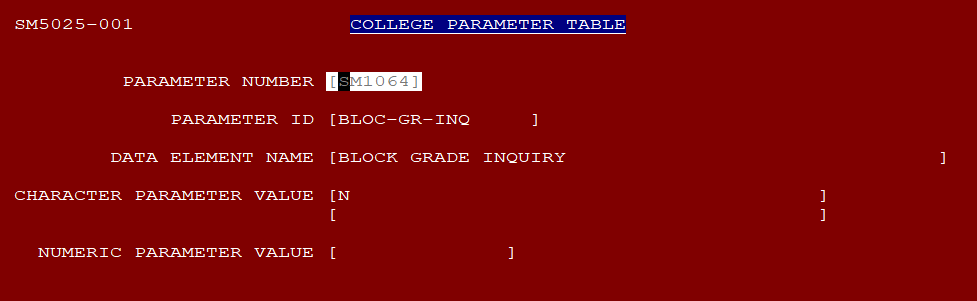 SM5025-001 COLLEGE PARAMETER TABLE
PARAMETER NUMBER [SM1064]
PARAMETER ID [BLOC-GR-INQ ]
DATA ELEMENT NAME [BLOCK GRADE INQUIRY ]
CHARACTER PARAMETER VALUE [N ]
[ ]
NUMERIC PARAMETER VALUE [ ]